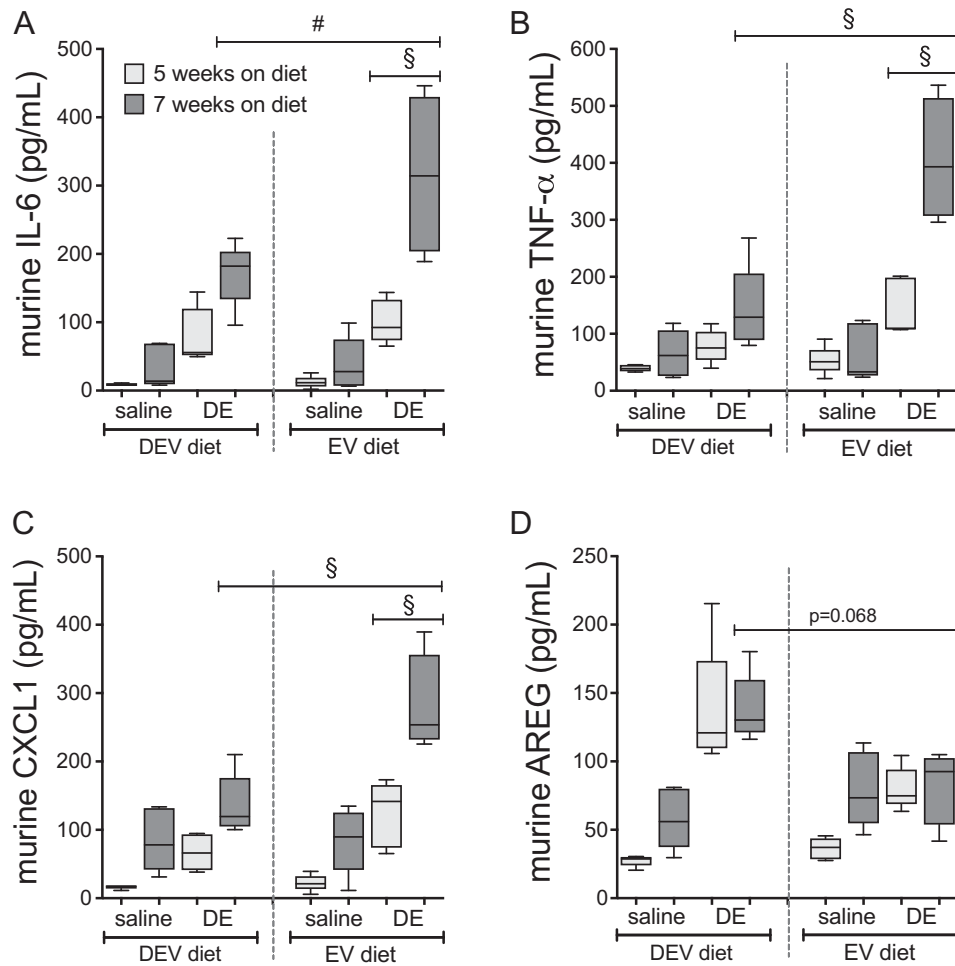 A
murine IL-6 (pg/mL)
500
400
300
200
100
0
5 weeks on diet
7 weeks on diet
#
§
saline DE saline DE
DEV diet EV diet
B
murine TNF-α (pg/mL)
600
500
400
300
200
100
0
§
§
saline DE saline DE
DEV diet EV diet
C
murine CXCL1 (pg/mL)
500
400
300
200
100
0
§
§
saline DE saline DE
DEV diet EV diet
D
murine AREG (pg/mL)
250
200
150
100
50
0
p=0.068
saline DE saline DE
DEV diet EV diet